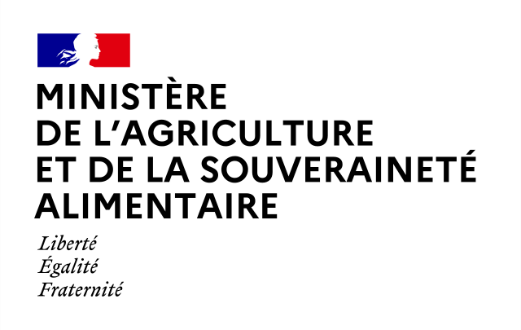 MINISTÈRE
DE L’AGRICULTURE
ET DE LA SOUVERAINETÉ
ALIMENTAIRE
Liberté
Égalité
Fraternité